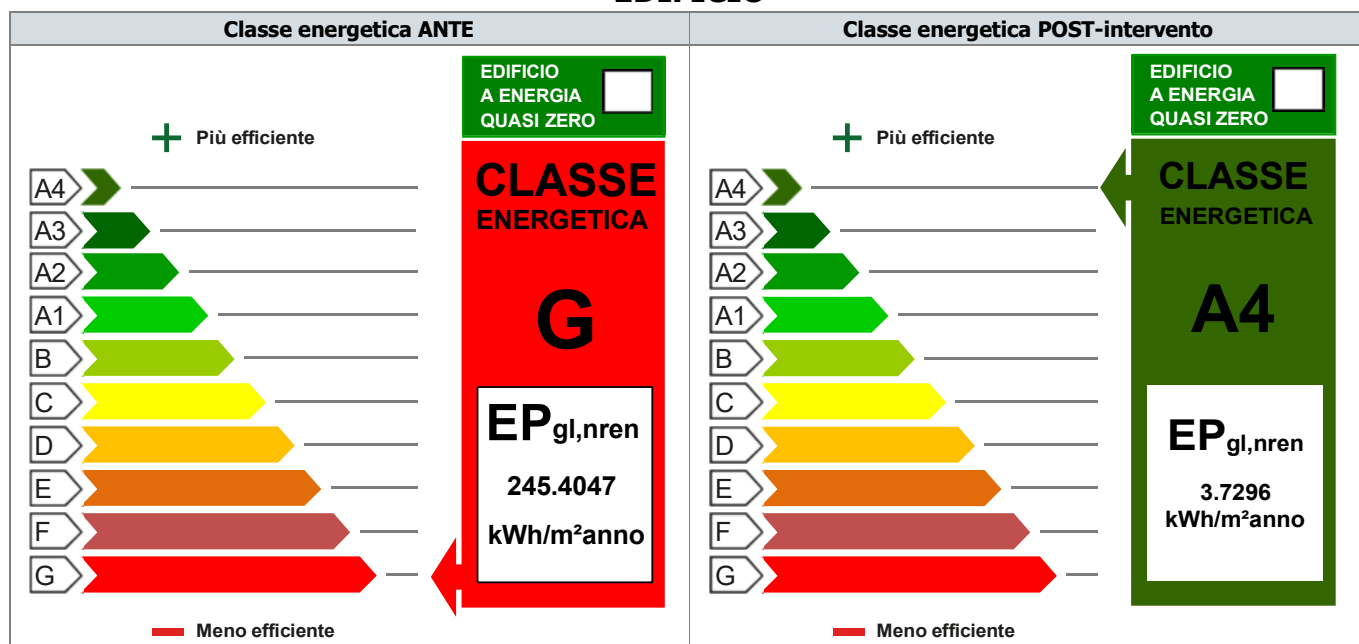 Classe energetica ANTE
EDIFICIO
A ENERGIA
QUASI ZERO
Più efficiente
A4
A3
A2
A1
B
C
D
E
F
G
Meno efficiente
CLASSE
ENERGETICA
G
EPgl,nren
245.4047
kWh/m²anno
Classe energetica POST-intervento
EDIFICIO
A ENERGIA
QUASI ZERO
Più efficiente
A4
A3
A2
A1
B
C
D
E
F
G
Meno efficiente
CLASSE
ENERGETICA
A4
EPgl,nren
3.7296
kWh/m²anno